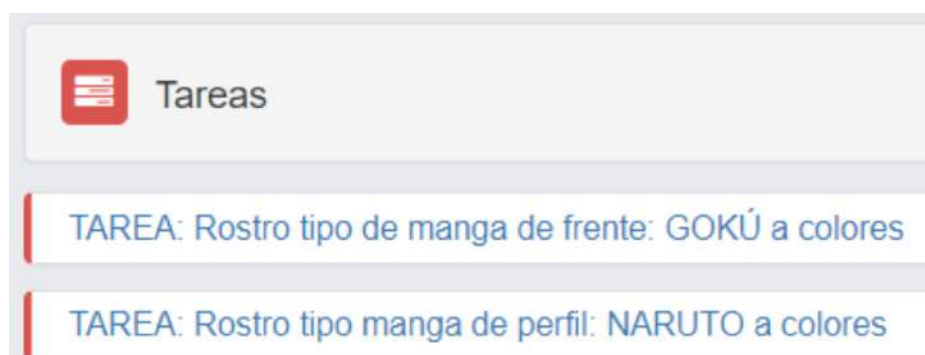 Tareas
TAREA: Rostro tipo de manga de frente: GOKÚ a colores
TAREA: Rostro tipo manga de perfil: NARUTO a colores